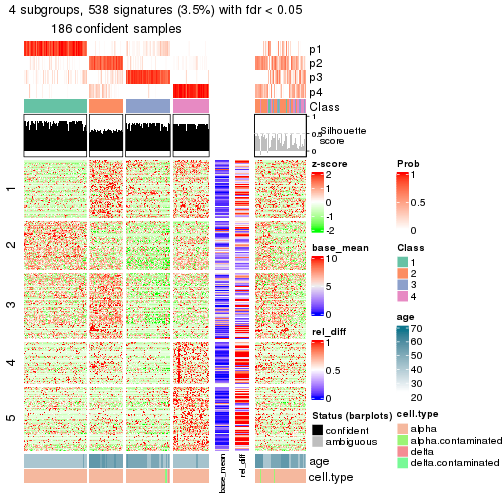 4 subgroups, 538 signatures (3.5%) with fdr < 0.05
186 confident samples
p1
p2
p3
p4
Class
1
0.5
0
Silhouette
score
1
2
3
4
5
base_mean
rel_diff
age
cell.type
z-score
2
1
0
-1
-2
base_mean
10
5
0
rel_diff
1
0.5
0
Status (barplots)
confident
ambiguous
Prob
1
0.5
0
Class
1
2
3
4
age
70
60
50
40
30
20
cell.type
alpha
alpha.contaminated
delta
delta.contaminated